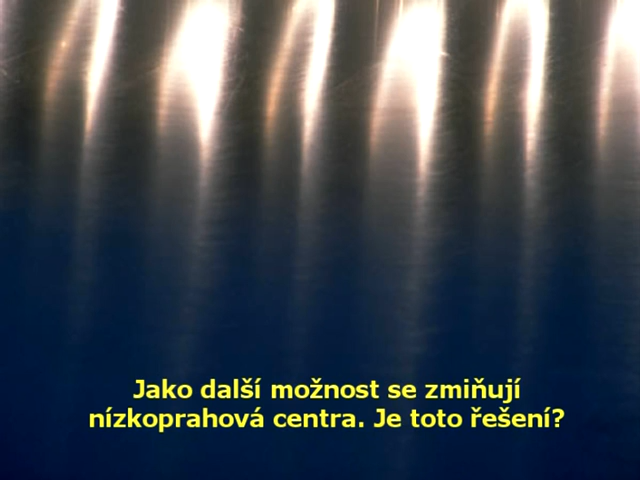 Jako další možnost se zmiňují
nízkoprahová centra. Je toto řešení?